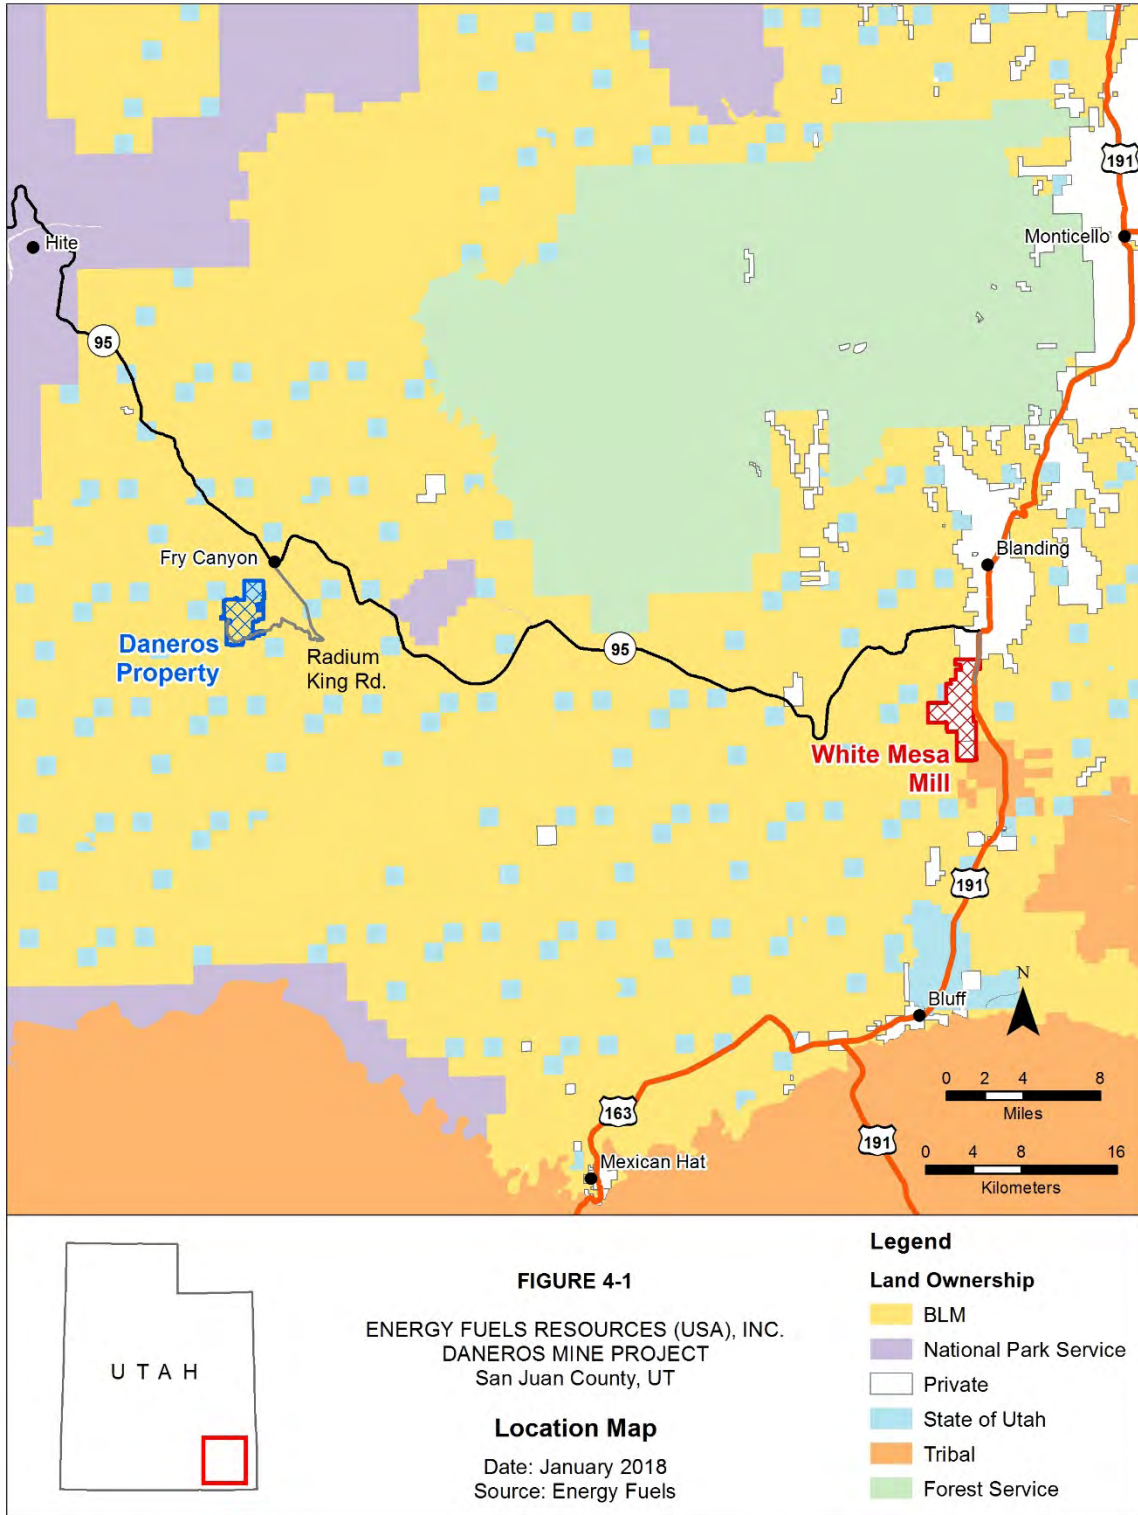 191
Monticello
Hite
95
Fry Canyon
Blanding
Daneros
Property
Radium
King Rd.
95
White Mesa
Mill
191
N
Bluff
0 2 4 8
Miles
163
191
0 4 8 16
Kilometers
Mexican Hat
UTAH
FIGURE 4-1
ENERGY FUELS RESOURCES (USA), INC.
DANEROS MINE PROJECT
San Juan County, UT
Location Map
Date: January 2018
Source: Energy Fuels
Legend
Land Ownership
BLM
National Park Service
Private
State of Utah
Tribal
Forest Service